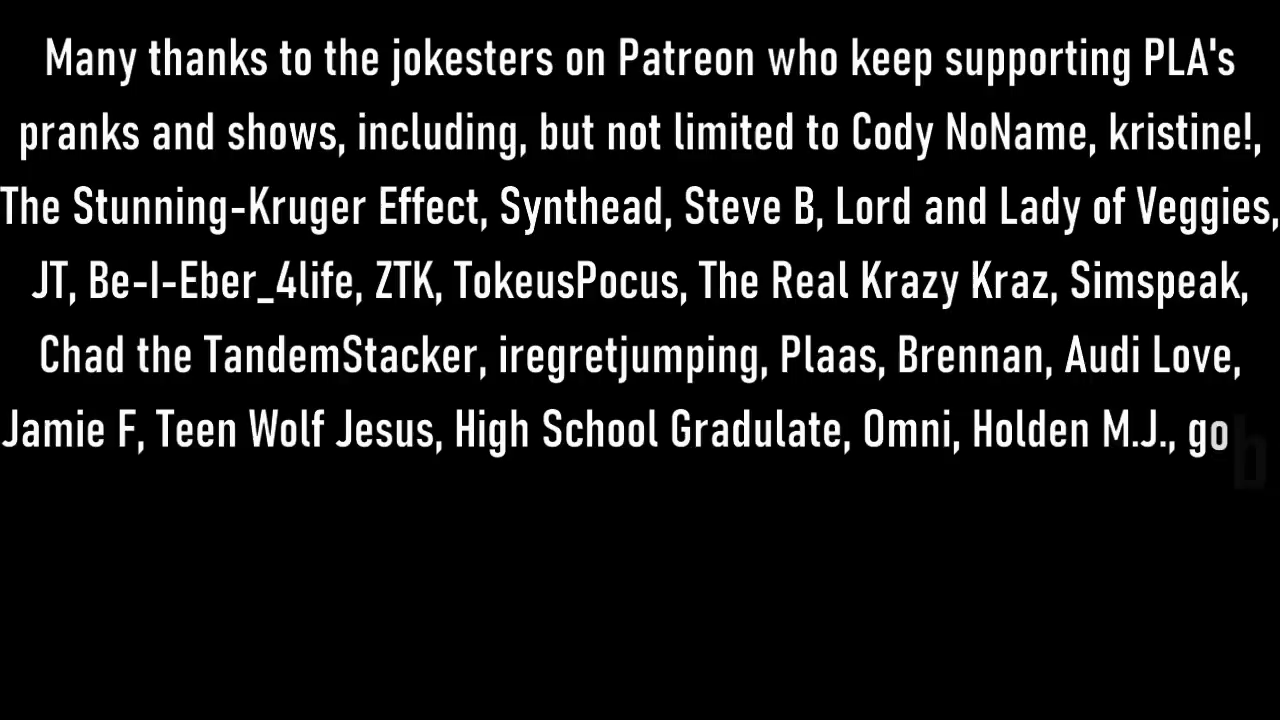 Many thanks to the jokesters on Patreon who keep supporting PLA's
pranks and shows, including, but not limited to Cody NoName, kristine!,
The Stunning-Kruger Effect, Synthead, Steve B, Lord and Lady of Veggies,
JT, Be-I-Eber_4life, ZTK, TokeusPocus, The Real Krazy Kraz, Simspeak,
Chad the TandemStacker, iregretjumping, Plaas, Brennan, Audi Love,
Jamie F, Teen Wolf Jesus, High School Gradulate, Omni, Holden M.J., gob